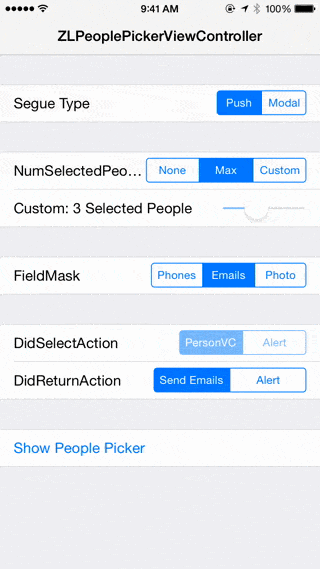 9:41 AM 100%
ZLPeoplePickerViewController
Segue Type Push Modal
NumSelectedPeo... None Max Custom
Custom: 3 Selected People
FieldMask Phones Emails Photo
DidSelectAction PersonVC Alert
DidReturnAction Send Emails Alert
Show People Picker